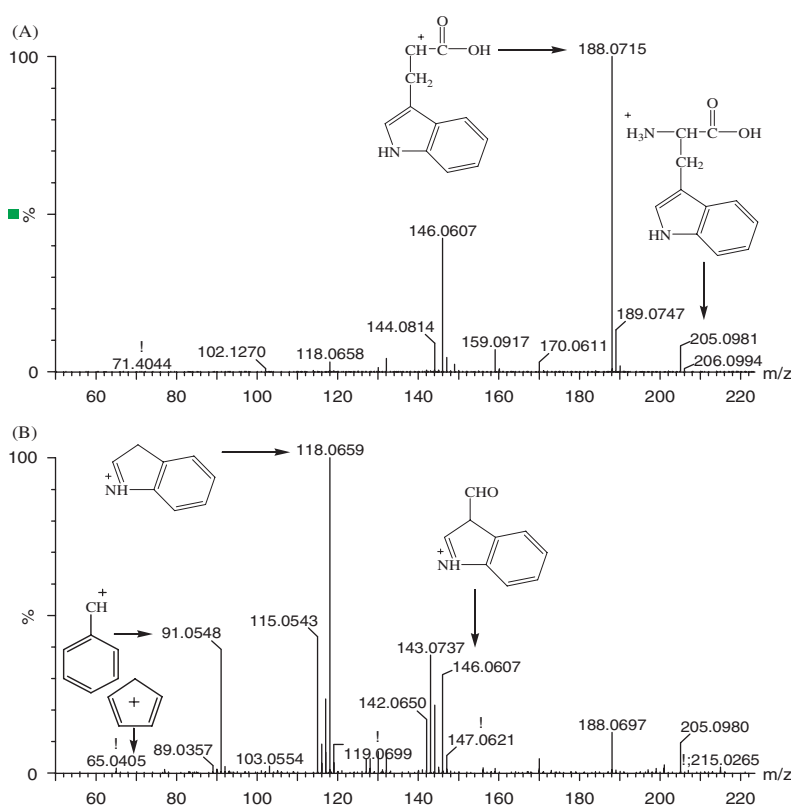 (A)
O
+
CH
C
OH
188.0715
100
CH2
O
+
H3N
CH
C
OH
HN
CH2
146.0607
%
HN
189.0747
144.0814
!
102.1270
118.0658
159.0917
170.0611
205.0981
71.4044
206.0994
0
m/z
60 80 100 120 140 160 180 200 220
(B)
100
118.0659
+
NH
CHO
+
NH
+
CH
115.0543
91.0548
143.0737
%
146.0607
+
142.0650
!
!
188.0697
205.0980
!
89.0357
147.0621
119.0699
65.0405
103.0554
!;215.0265
0
m/z
60 80 100 120 140 160 180 200 220